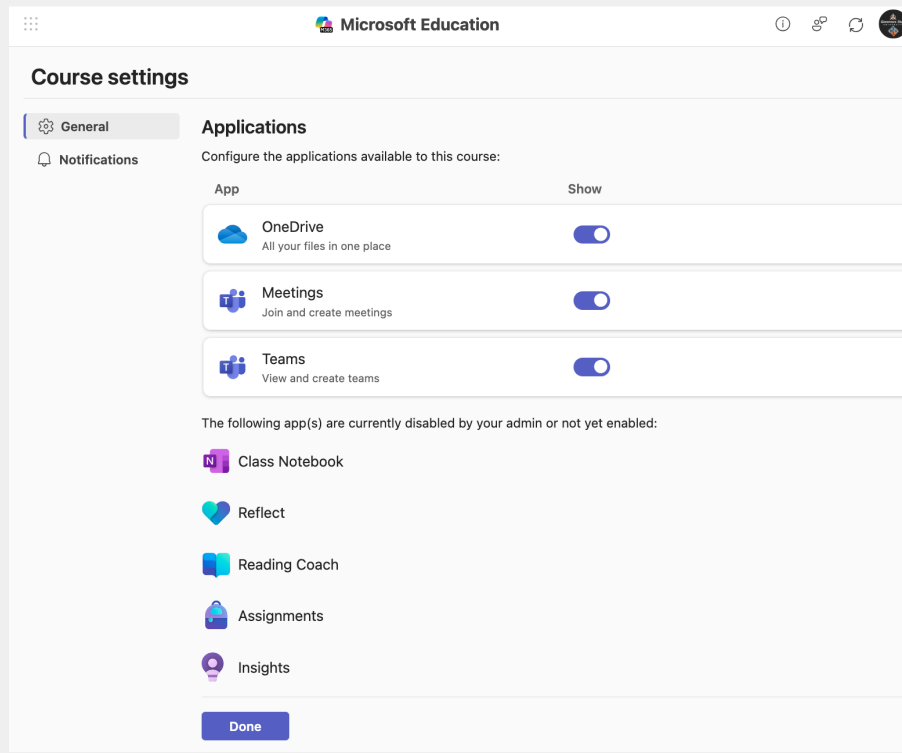 Microsoft Education
Course settings
General
Notifications
Applications
Configure the applications available to this course:
App Show
OneDrive
All your files in one place
Meetings
Join and create meetings
Teams
View and create teams
The following app(s) are currently disabled by your admin or not yet enabled:
Class Notebook
Reflect
Reading Coach
Assignments
Insights
Done